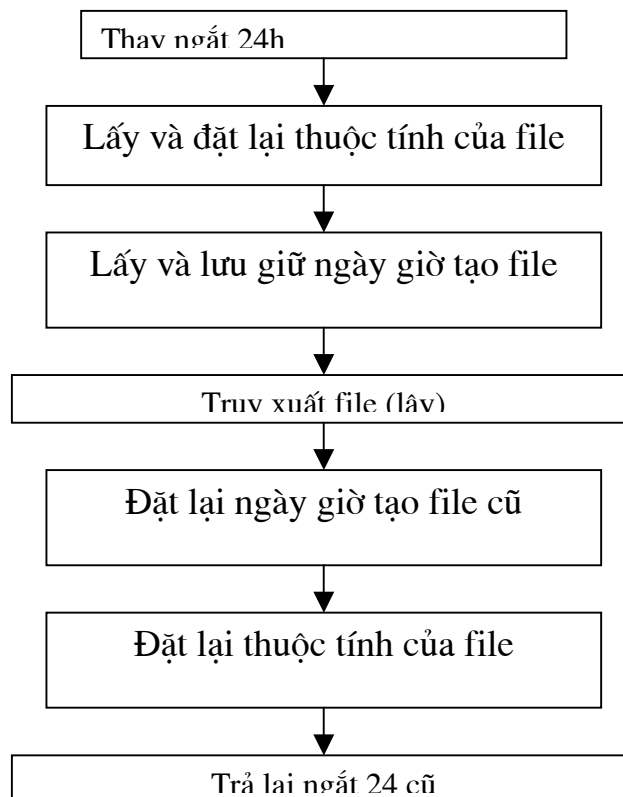 Thay ngắt 24h
Lấy và đặt lại thuộc tính của file
Lấy và lưu giữ ngày giờ tạo file
Truy xuất file (lây)
Đặt lại ngày giờ tạo file cũ
Đặt lại thuộc tính của file
Trả lại ngắt 24 cũ